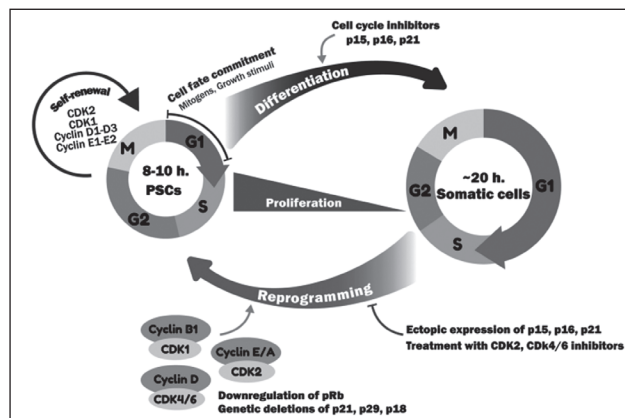 Cell cycle inhibitors
p15, p16, p21
Cell fate commitment
Mitogens, Growth stimuli
Differentiation
Self-renewal
CDK2
CDK1
Cyclin D1-D3
Cyclin E1-E2
M
G1
S
G2
8-10 h.
PSCs
Proliferation
M
G1
S
G2
~20 h.
Somatic cells
Reprogramming
Cyclin B1
CDK1
Cyclin E/A
CDK2
Cyclin D
CDK4/6
Downregulation of pRb
Genetic deletions of p21, p29, p18
Ectopic expression of p15, p16, p21
Treatment with CDK2, CDk4/6 inhibitors